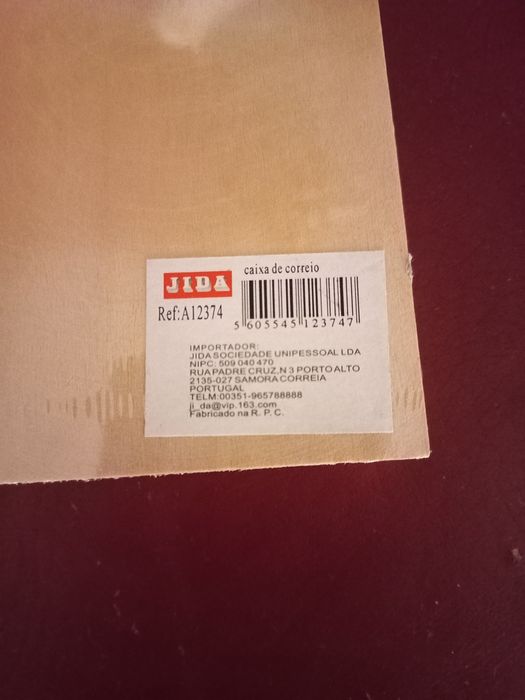 JIDA
caixa de correio
Ref:A12374
5 605545 123747
IMPORTADOR:
JIDA SOCIEDADE UNIPESSOAL LDA
NIPC: 509 040 470
RUA PADRE CRUZ,N 3 PORTO ALTO
2135-027 SAMORA CORREIA
PORTUGAL
TELM:00351-965788888
ji_da@vip.163.com
Fabricado na R. P. C.